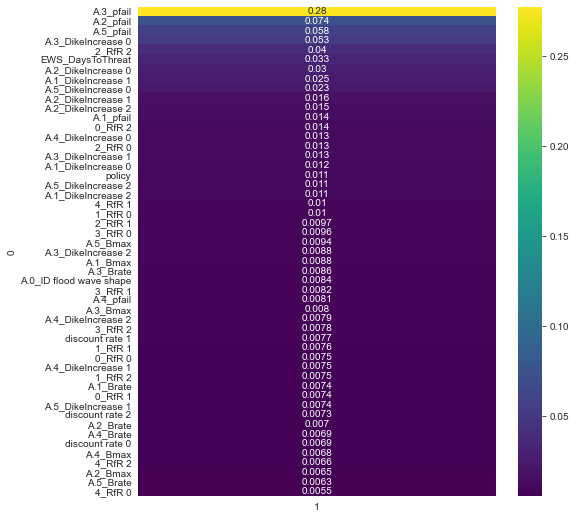 A.3_pfail 0.28
A.2_pfail 0.074
A.5_pfail 0.058
A.3_DikeIncrease 0 0.053
2_RfR 2 0.04
EWS_DaysToThreat 0.033
A.2_DikeIncrease 0 0.03
A.1_DikeIncrease 1 0.025
A.5_DikeIncrease 0 0.023
A.2_DikeIncrease 1 0.016
A.2_DikeIncrease 2 0.015
A.1_pfail 0.014
0_RfR 2 0.014
A.4_DikeIncrease 0 0.013
2_RfR 0 0.013
A.3_DikeIncrease 1 0.013
A.1_DikeIncrease 0 0.012
policy 0.011
A.5_DikeIncrease 2 0.011
A.1_DikeIncrease 2 0.011
4_RfR 1 0.01
1_RfR 0 0.01
2_RfR 1 0.0097
3_RfR 0 0.0096
A.5_Bmax 0.0094
A.3_DikeIncrease 2 0.0088
A.1_Bmax 0.0088
A.3_Brate 0.0086
A.0_ID flood wave shape 0.0084
3_RfR 1 0.0082
A.4_pfail 0.0081
A.3_Bmax 0.008
A.4_DikeIncrease 2 0.0079
3_RfR 2 0.0078
discount rate 1 0.0077
1_RfR 1 0.0076
0_RfR 0 0.0075
A.4_DikeIncrease 1 0.0075
1_RfR 2 0.0075
A.1_Brate 0.0074
0_RfR 1 0.0074
A.5_DikeIncrease 1 0.0074
discount rate 2 0.0073
A.2_Brate 0.007
A.4_Brate 0.0069
discount rate 0 0.0069
A.4_Bmax 0.0068
4_RfR 2 0.0066
A.2_Bmax 0.0065
A.5_Brate 0.0063
4_RfR 0 0.0055
0
1
0.25
0.20
0.15
0.10
0.05